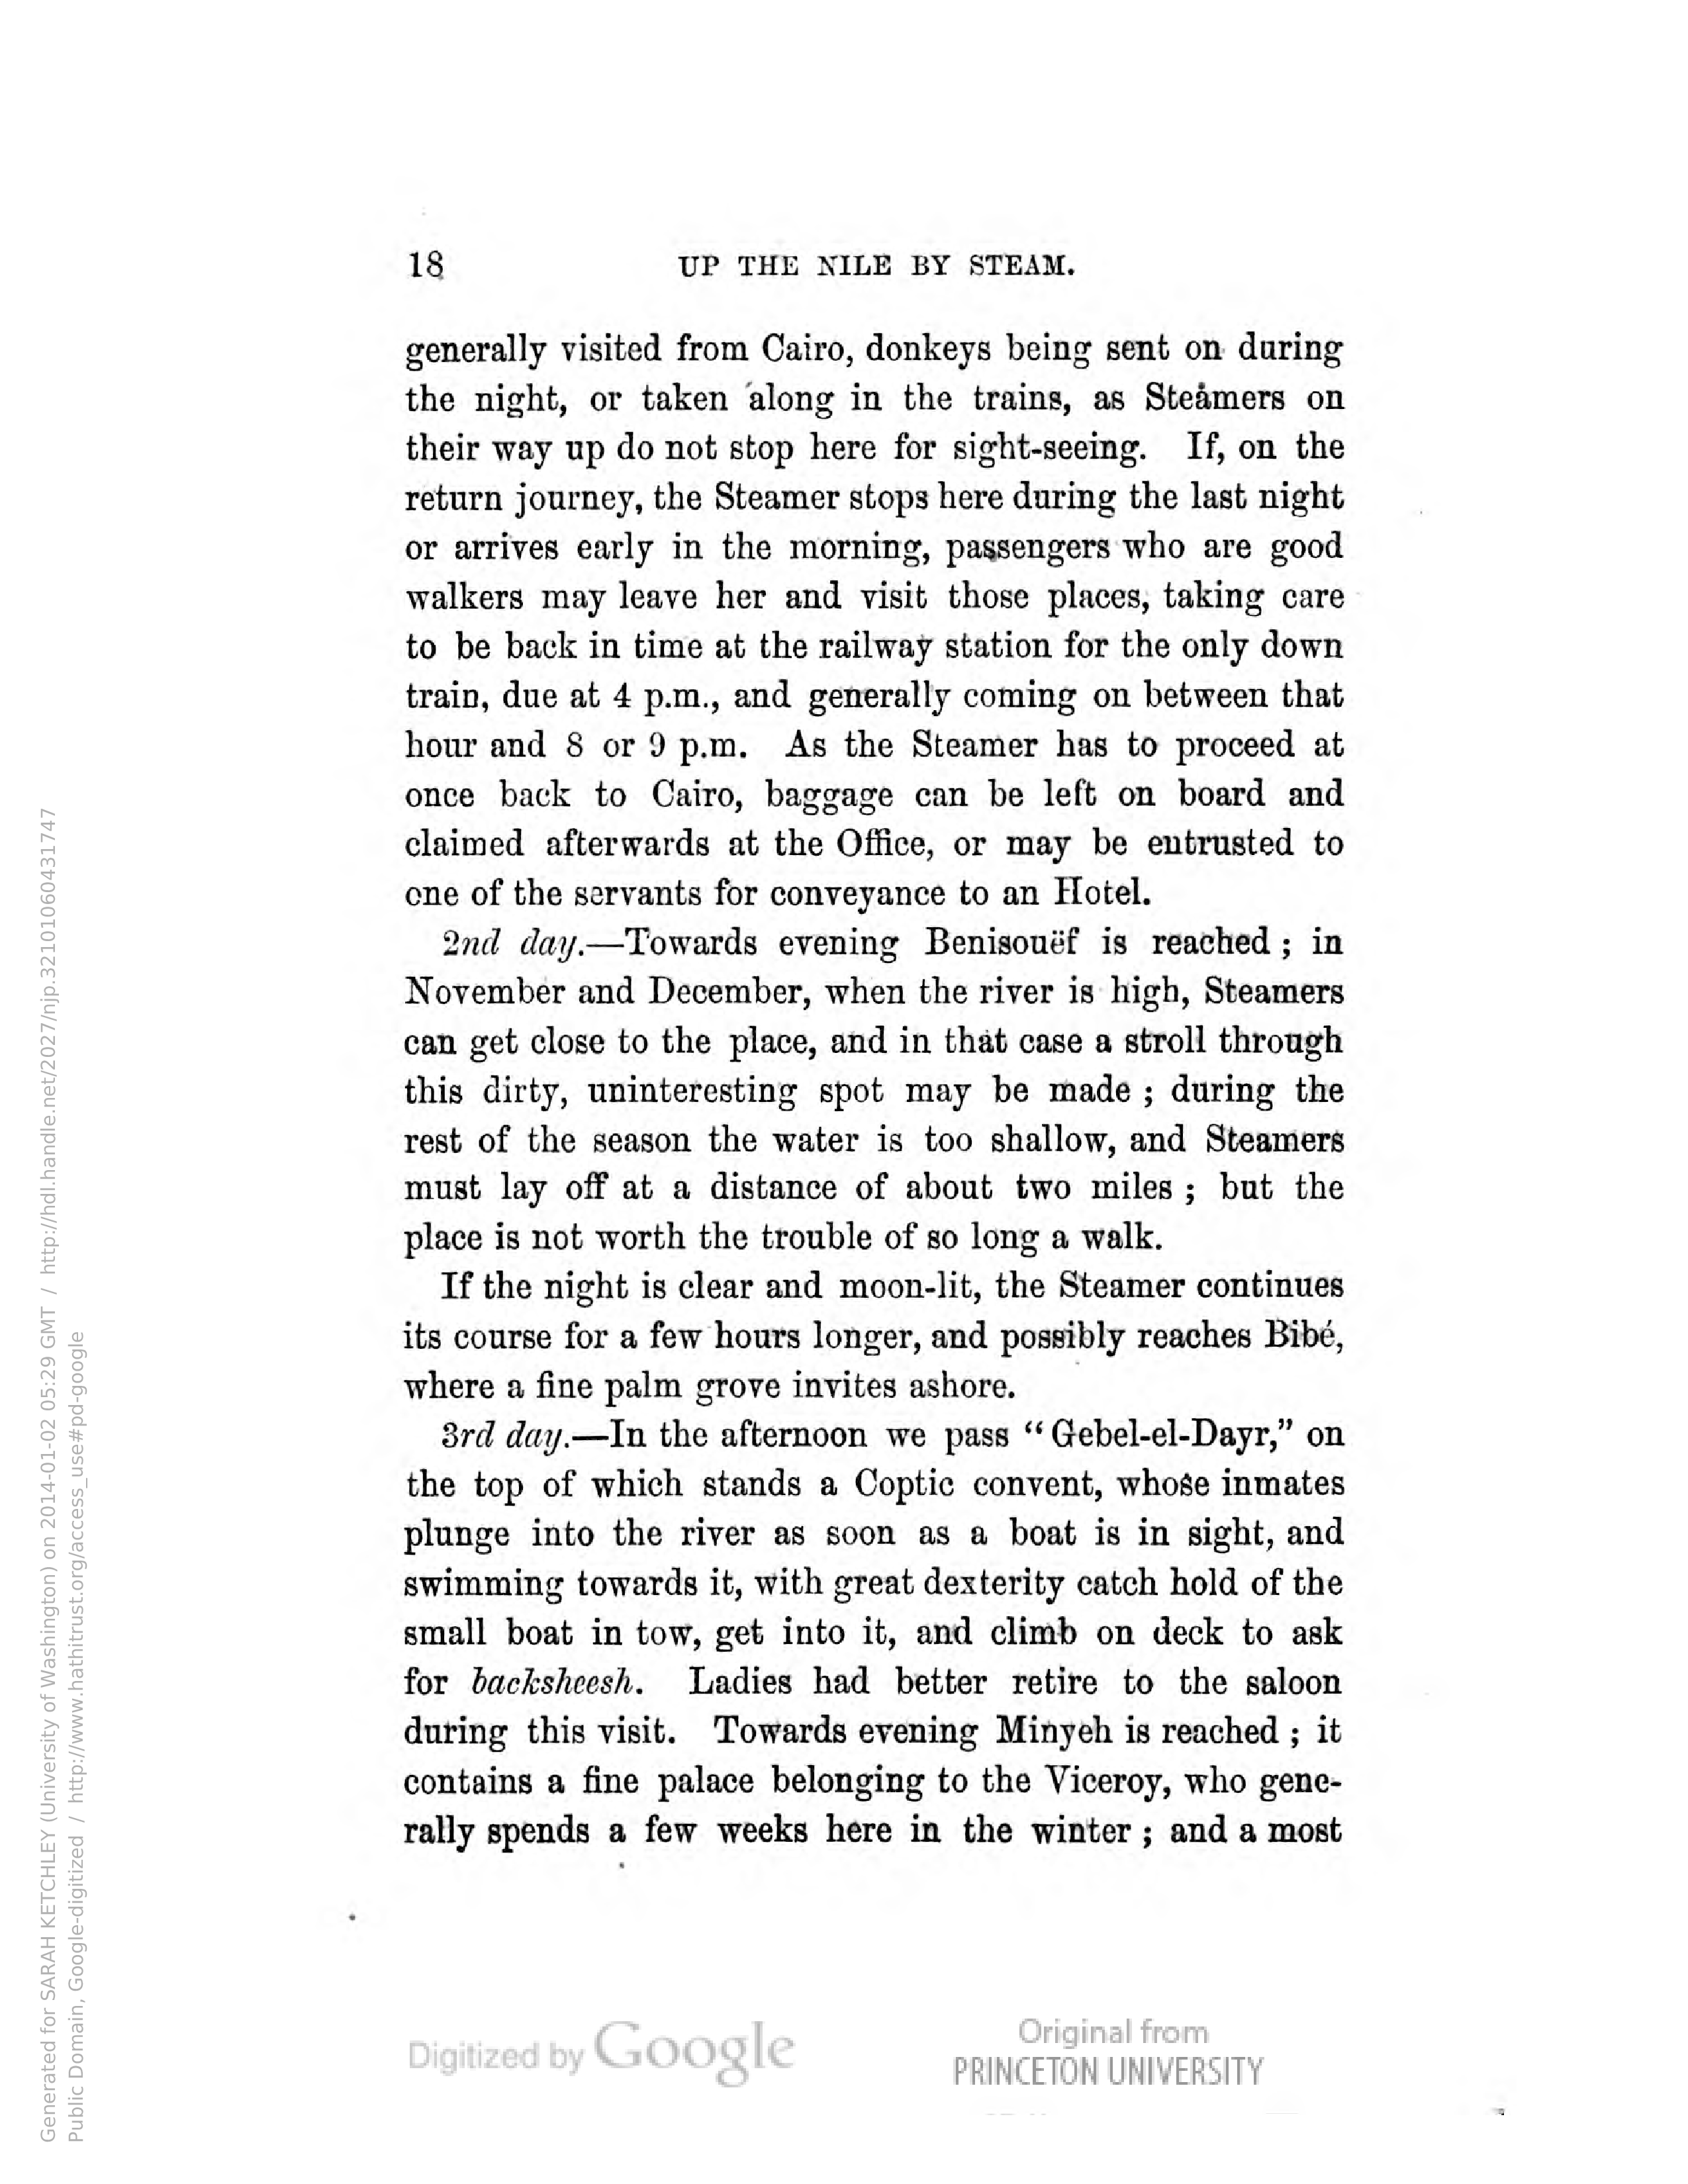 18 UP THE NILE BY STEAM.
generally visited from Cairo, donkeys being sent on during
the night, or taken along in the trains, as Steamers on
their way up do not stop here for sight-seeing. If, on the
return journey, the Steamer stops here during the last night
or arrives early in the morning, passengers who are good
walkers may leave her and visit those places, taking care
to be back in time at the railway station for the only down
train, due at 4 p.m., and generally coming on between that
hour and 8 or 9 p.m. As the Steamer has to proceed at
once back to Cairo, baggage can be left on board and
claimed afterwards at the Office, or may be entrusted to
one of the servants for conveyance to an Hotel.
2nd day.—Towards evening Benisouëf is reached ; in
November and December, when the river is high, Steamers
can get close to the place, and in that case a stroll through
this dirty, uninteresting spot may be made ; during the
rest of the season the water is too shallow, and Steamers
must lay off at a distance of about two miles ; but the
place is not worth the trouble of so long a walk.
If the night is clear and moon-lit, the Steamer continues
its course for a few hours longer, and possibly reaches Bibé,
where a fine palm grove invites ashore.
3rd day.—In the afternoon we pass “Gebel-el-Dayr,” on
the top of which stands a Coptic convent, whose inmates
plunge into the river as soon as a boat is in sight, and
swimming towards it, with great dexterity catch hold of the
small boat in tow, get into it, and climb on deck to ask
for backsheesh. Ladies had better retire to the saloon
during this visit. Towards evening Minyeh is reached ; it
contains a fine palace belonging to the Viceroy, who gene-
rally spends a few weeks here in the winter ; and a most
Digitized by Google
Original from
PRINCETON UNIVERSITY
Generated for SARAH KETCHLEY (University of Washington) on 2014-01-02 05:29 GMT / http://hdl.handle.net/2027/njp.32101060431747
Public Domain, Google-digitized / http://www.hathitrust.org/access_use#pd-google